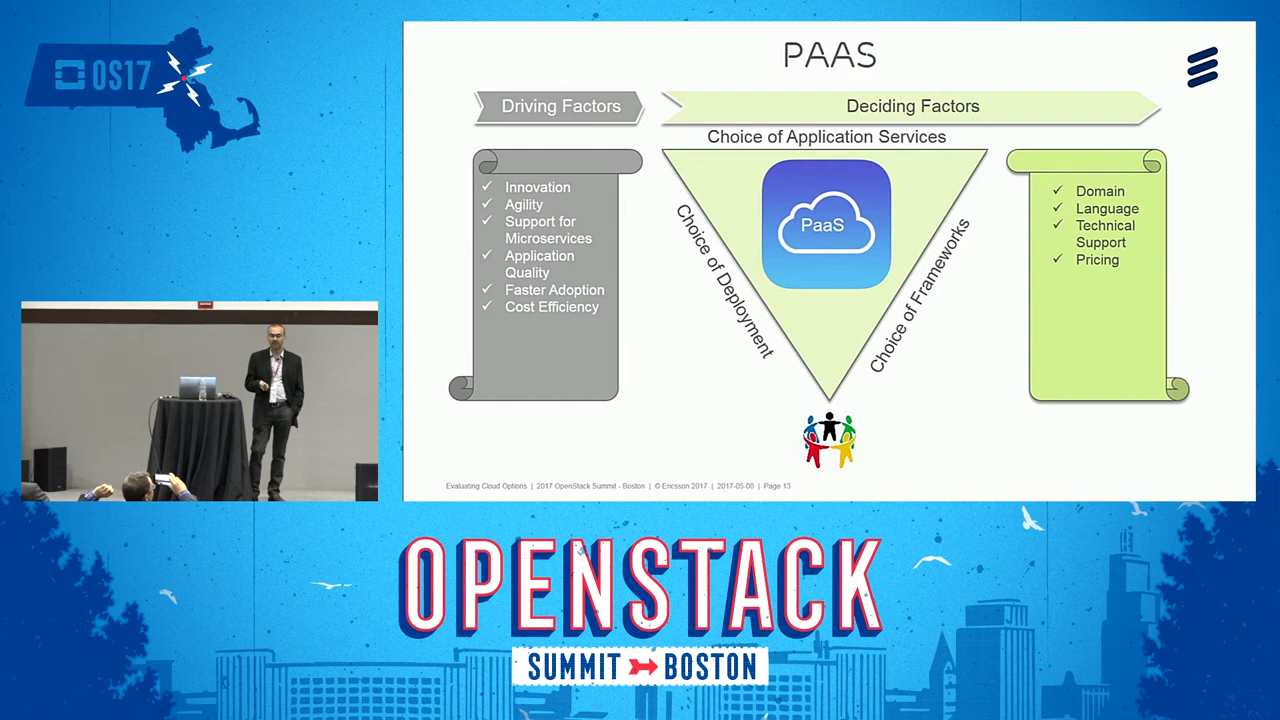 OS17
PAAS
Driving Factors
Deciding Factors
Choice of Application Services
Innovation
Agility
Support for
Microservices
Application
Quality
Faster Adoption
Cost Efficiency
PaaS
Choice of Deployment
Choice of Frameworks
Domain
Language
Technical
Support
Pricing
Evaluating Cloud Options | 2017 OpenStack Summit - Boston | © Ericsson 2017 | 2017-05-08 | Page 13
OPENSTACK
SUMMIT BOSTON